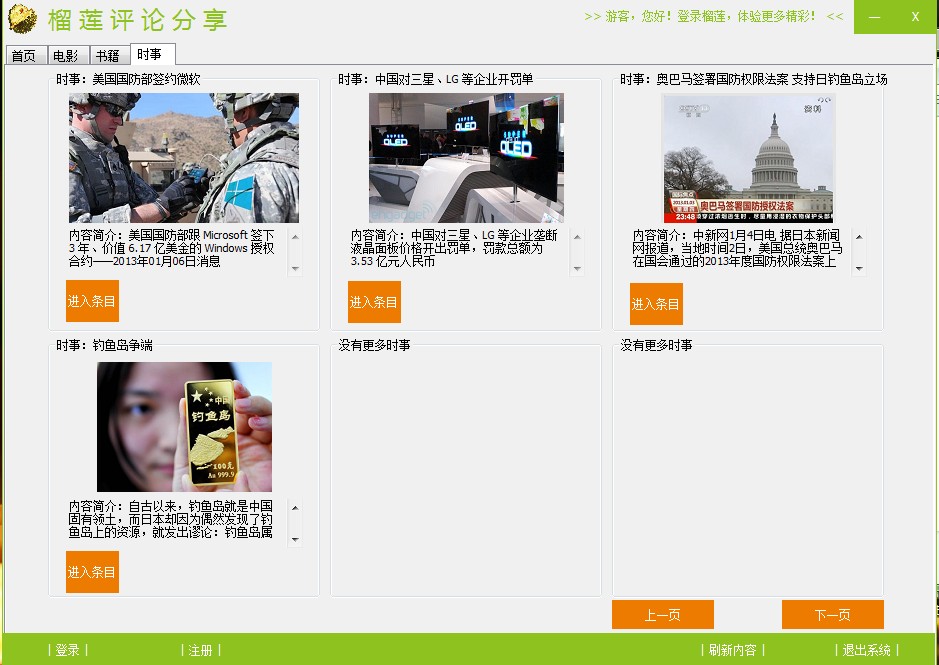 榴莲评论分享
>> 游客，您好！登录榴莲，体验更多精彩！ <<
— X
首页 电影 书籍 时事
时事：美国国防部签约微软
内容简介：美国国防部跟 Microsoft 签下
3 年、价值 6.17 亿美金的 Windows 授权
合约——2013年01月06日消息
进入条目
时事：中国对三星、LG 等企业开罚单
SUPER
OLED
SUPER
OLED
SUPER
OLED
内容简介：中国对三星、LG 等企业垄断
液晶面板价格开出罚单，罚款总额为
3.53 亿元人民币
进入条目
时事：奥巴马签署国防权限法案 支持日钓鱼岛立场
资料
奥巴马签署国防授权法案
23:48
内容简介：中新网1月4日电 据日本新闻
网报道，当地时间2日，美国总统奥巴马
在国会通过的2013年度国防权限法案上
进入条目
时事：钓鱼岛争端
中国
钓鱼岛
100克
Au 999.9
内容简介：自古以来，钓鱼岛就是中国
固有领土，而日本却因为偶然发现了钓
鱼岛上的资源，就发出谬论：钓鱼岛属
进入条目
没有更多时事
没有更多时事
上一页
下一页
| 登录 |
| 注册 |
| 刷新内容 |
| 退出系统 |